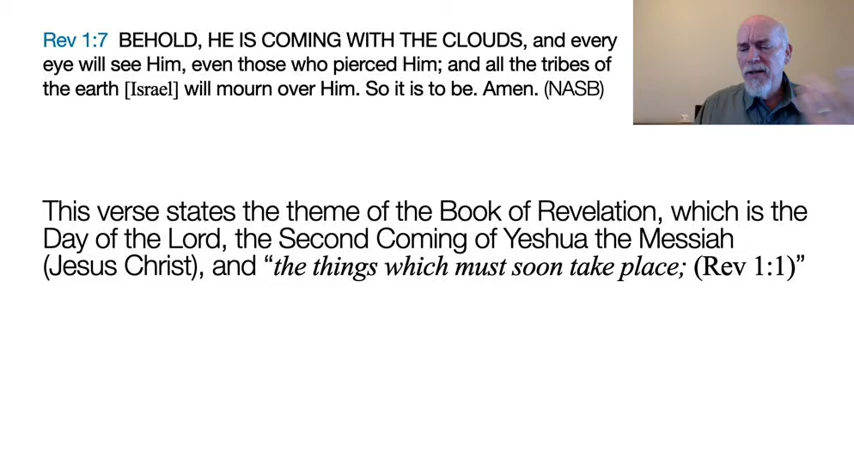 Rev 1:7 BEHOLD, HE IS COMING WITH THE CLOUDS, and every
eye will see Him, even those who pierced Him; and all the tribes of
the earth [Israel] will mourn over Him. So it is to be. Amen. (NASB)
This verse states the theme of the Book of Revelation, which is the
Day of the Lord, the Second Coming of Yeshua the Messiah
(Jesus Christ), and “the things which must soon take place; (Rev 1:1)”